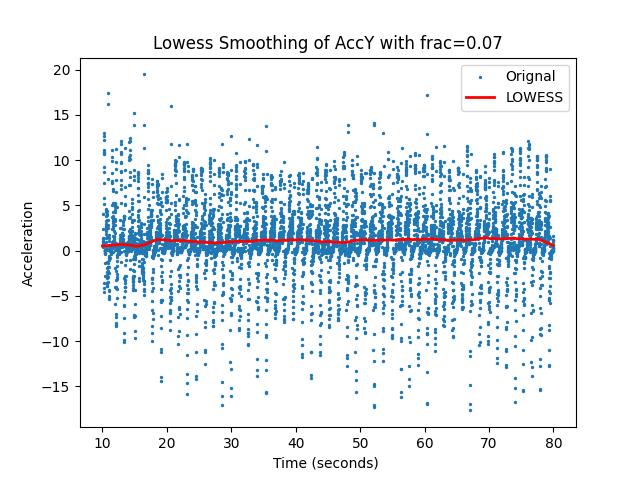 Lowess Smoothing of AccY with frac=0.07
20
15
10
5
0
−5
−10
−15
Acceleration
Orignal
LOWESS
10 20 30 40 50 60 70 80
Time (seconds)